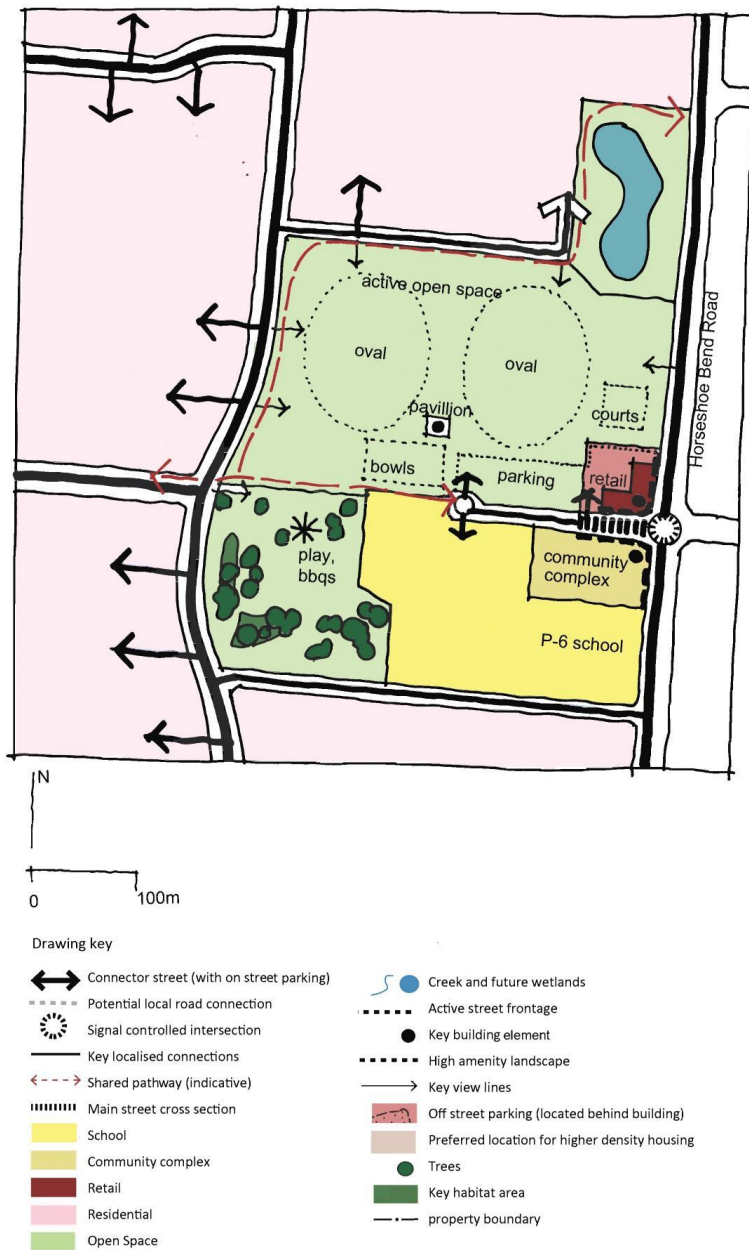 active open space
oval
oval
pavillion
courts
Horseshoe Bend Road
bowls
parking
retail
play,
bbqs
community
complex
P-6 school
N
0
100m
Drawing key
Connector street (with on street parking)
Potential local road connection
Signal controlled intersection
Key localised connections
Shared pathway (indicative)
Main street cross section
School
Community complex
Retail
Residential
Open Space
Creek and future wetlands
Active street frontage
Key building element
High amenity landscape
Key view lines
Off street parking (located behind building)
Preferred location for higher density housing
Trees
Key habitat area
property boundary